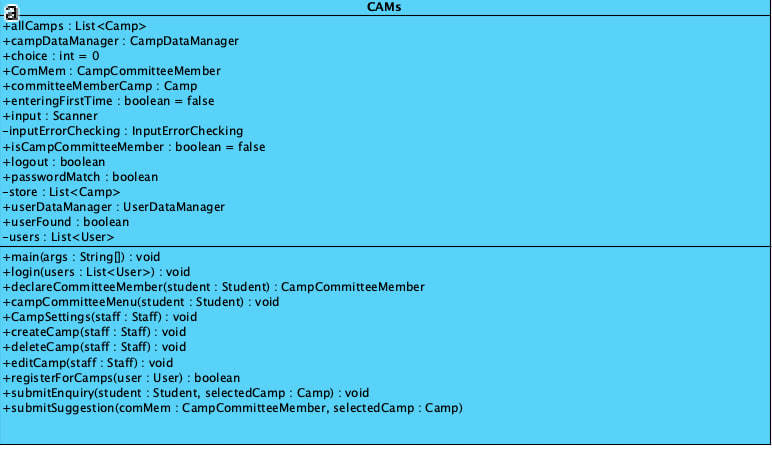 CAMs
a
+allCamps : List<Camp>
+campDataManager : CampDataManager
+choice : int = 0
+ComMem : CampCommitteeMember
+committeeMemberCamp : Camp
+enteringFirstTime : boolean = false
+input : Scanner
-inputErrorChecking : InputErrorChecking
+isCampCommitteeMember : boolean = false
+logout : boolean
+passwordMatch : boolean
-store : List<Camp>
+userDataManager : UserDataManager
+userFound : boolean
-users : List<User>
+main(args : String[]) : void
+login(users : List<User>) : void
+declareCommitteeMember(student : Student) : CampCommitteeMember
+campCommitteeMenu(student : Student) : void
+CampSettings(staff : Staff) : void
+createCamp(staff : Staff) : void
+deleteCamp(staff : Staff) : void
+editCamp(staff : Staff) : void
+registerForCamps(user : User) : boolean
+submitEnquiry(student : Student, selectedCamp : Camp) : void
+submitSuggestion(comMem : CampCommitteeMember, selectedCamp : Camp)